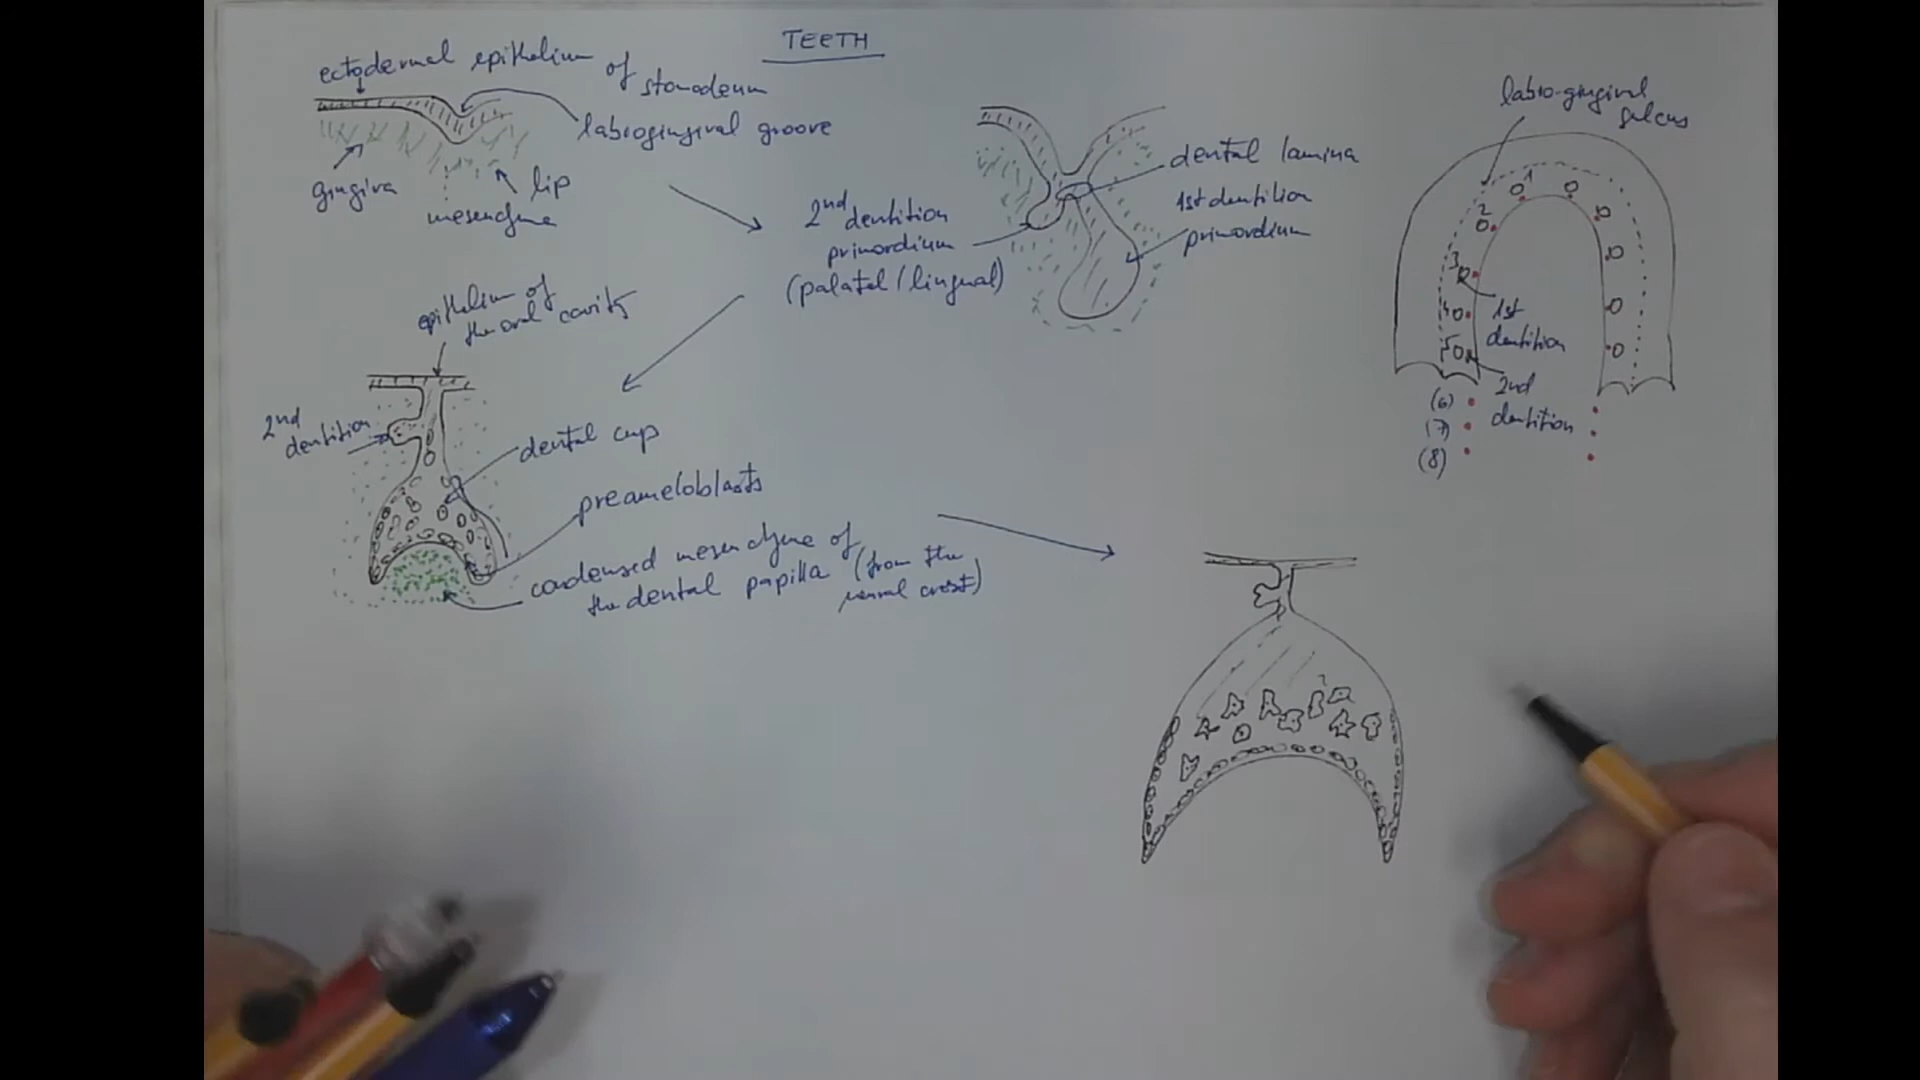 TEETH
ectodermal epithelium of stomodeum
labiogingival groove
gingiva
lip
mesenchyme
dental lamina
2nd dentition
primordium
(palatal/lingual)
1st dentition
primordium
labio-gingival
sulcus
1
2
3
4
5
1st
dentition
2nd
dentition
(6)
(7)
(8)
epithelium of
the oral cavity
2nd
dentition
dental cup
preameloblasts
condensed mesenchyme of
the dental papilla (from the
neural crest)